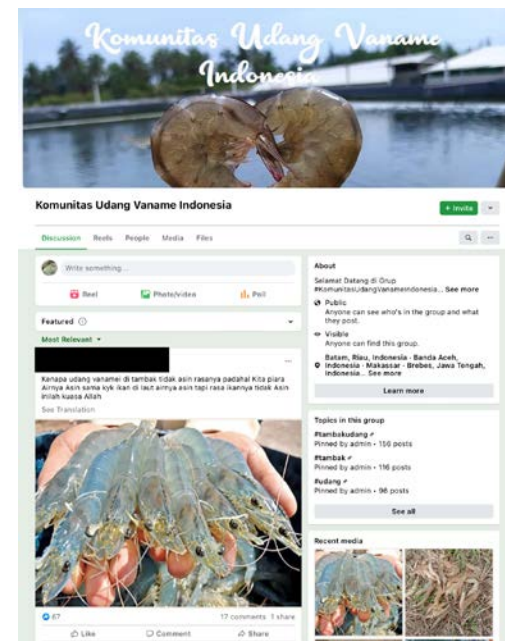 Komunitas Udang Vaname
Indonesia
Komunitas Udang Vaname Indonesia
+ Invite
Discussion Reels People Media Files
Write something...
Reel Photo/video Poll
Featured
Most Relevant
Kenapa udang vanamei di tambak tidak asin rasanya padahal Kita piara
Airnya Asin sama kyk ikan di laut airnya asin tapi rasa ikannya tidak Asin
inilah kuasa Allah
See Translation
67
17 comments 1 share
Like Comment Share
About
Selamat Datang di Grup
#KomunitasUdangVanameIndonesia... See more
Public
Anyone can see who's in the group and what
they post.
Visible
Anyone can find this group.
Batam, Riau, Indonesia · Banda Aceh,
Indonesia · Makassar · Brebes, Jawa Tengah,
Indonesia... See more
Learn more
Topics in this group
#tambakudang
Pinned by admin • 156 posts
#tambak
Pinned by admin • 116 posts
#udang
Pinned by admin • 96 posts
See all
Recent media